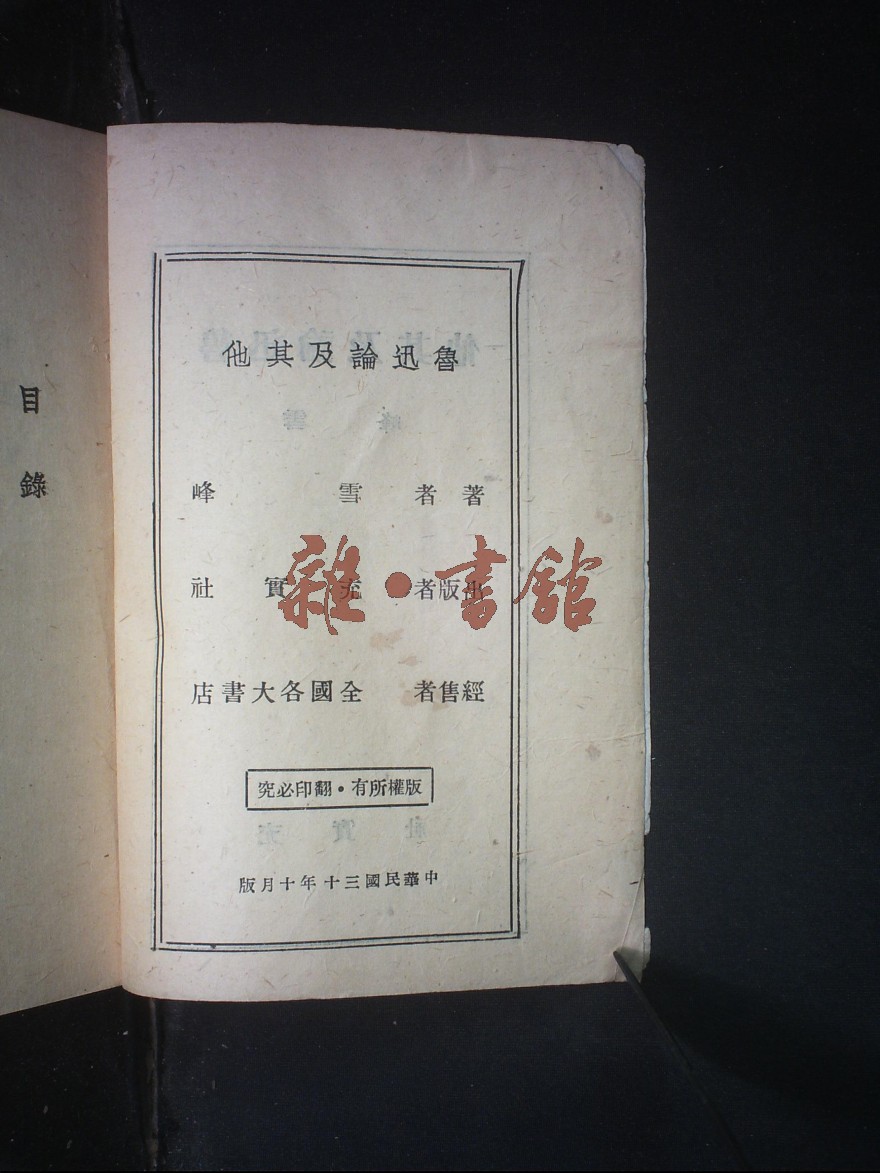 魯迅論及其他
著者 雪峰
出版者 充實社
經售者 全國各大書店
版權所有・翻印必究
中華民國三十年十月版
目錄
雜・書館